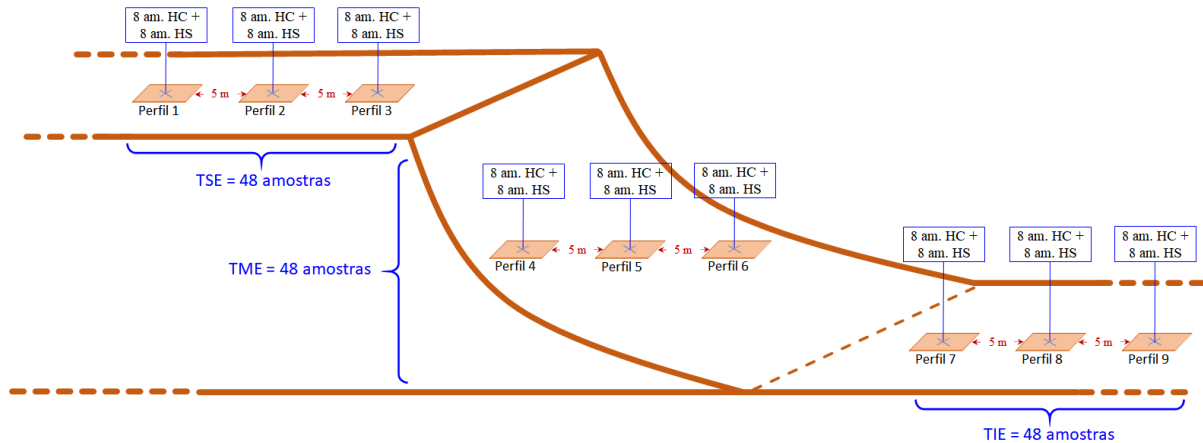 8 am. HC +
8 am. HS
8 am. HC +
8 am. HS
8 am. HC +
8 am. HS
5 m
5 m
Perfil 1
Perfil 2
Perfil 3
TSE = 48 amostras
8 am. HC +
8 am. HS
8 am. HC +
8 am. HS
8 am. HC +
8 am. HS
5 m
5 m
Perfil 4
Perfil 5
Perfil 6
TME = 48 amostras
8 am. HC +
8 am. HS
8 am. HC +
8 am. HS
8 am. HC +
8 am. HS
5 m
5 m
Perfil 7
Perfil 8
Perfil 9
TIE = 48 amostras